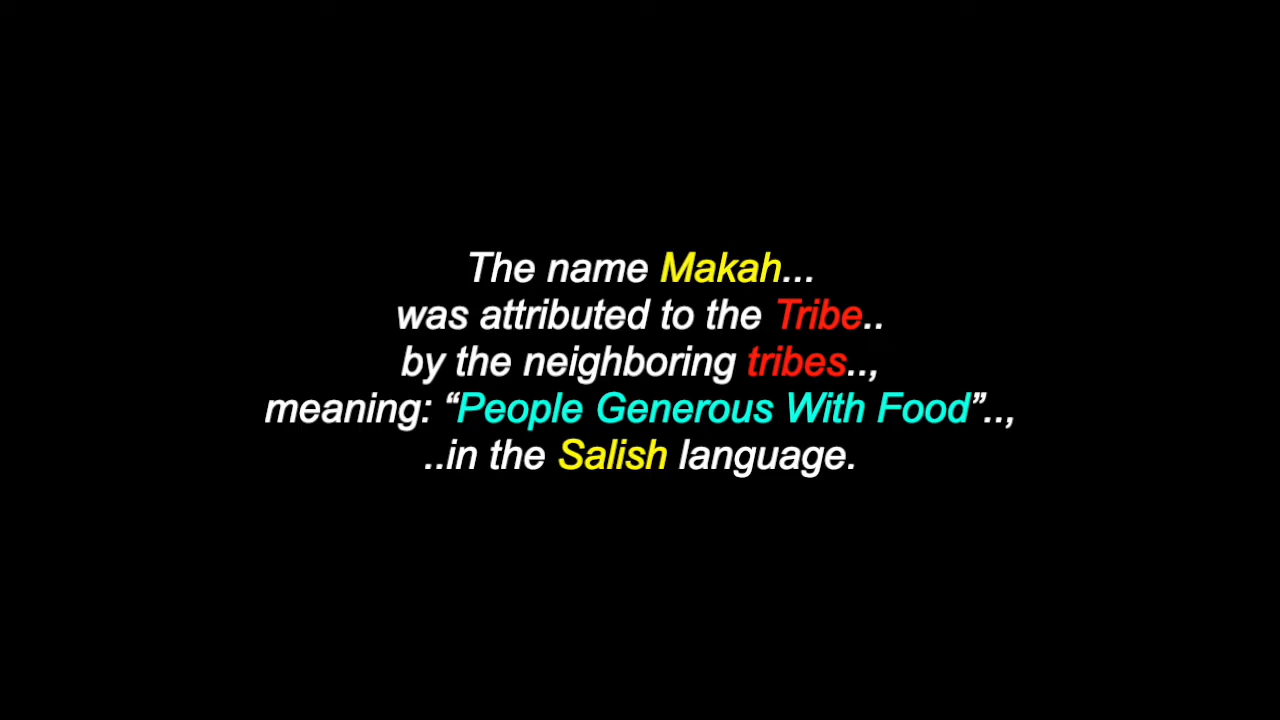 The name Makah...
was attributed to the Tribe..
by the neighboring tribes..,
meaning: “People Generous With Food”..,
..in the Salish language.